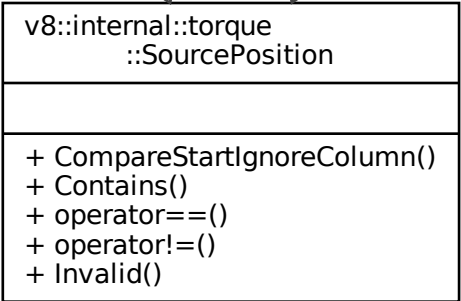 v8::internal::torque
::SourcePosition
+ CompareStartIgnoreColumn()
+ Contains()
+ operator==()
+ operator!=()
+ Invalid()